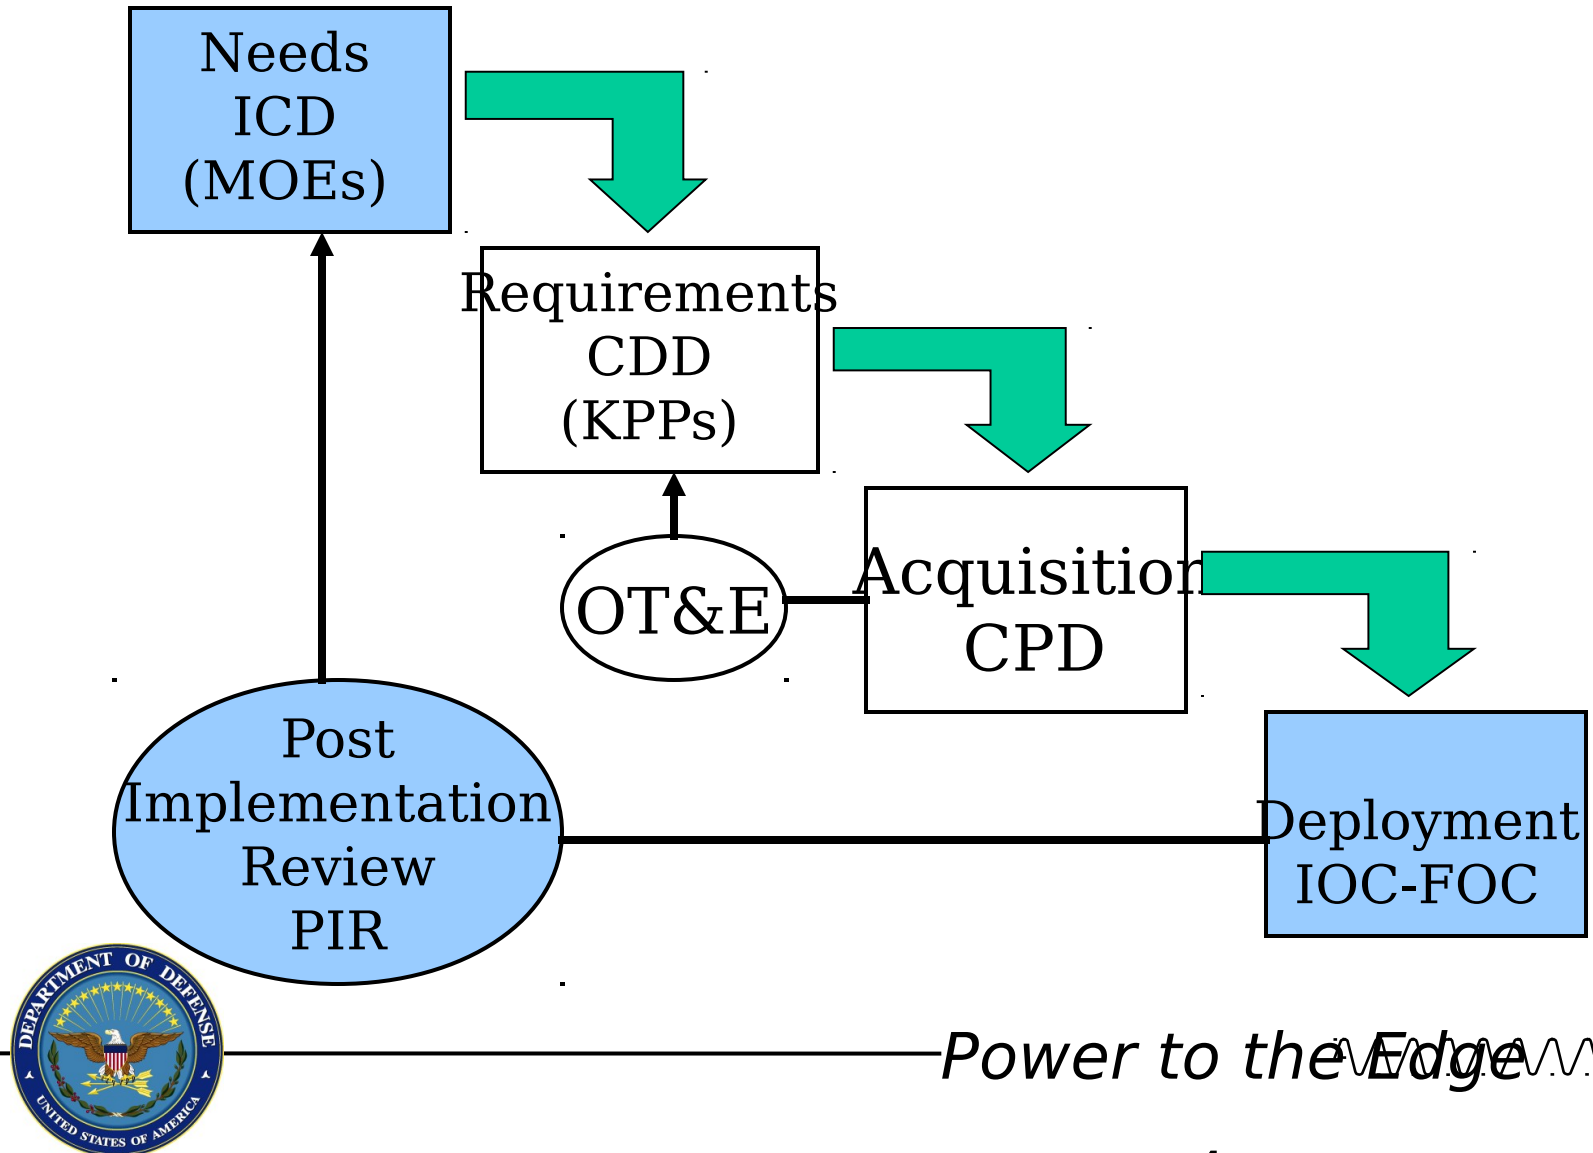 Needs
ICD
(MOEs)
Requirements
CDD
(KPPs)
OT&E
Acquisition
CPD
Post
Implementation
Review
PIR
Deployment
IOC-FOC
DEPARTMENT OF DEFENSE
UNITED STATES OF AMERICA
Power to the Edge